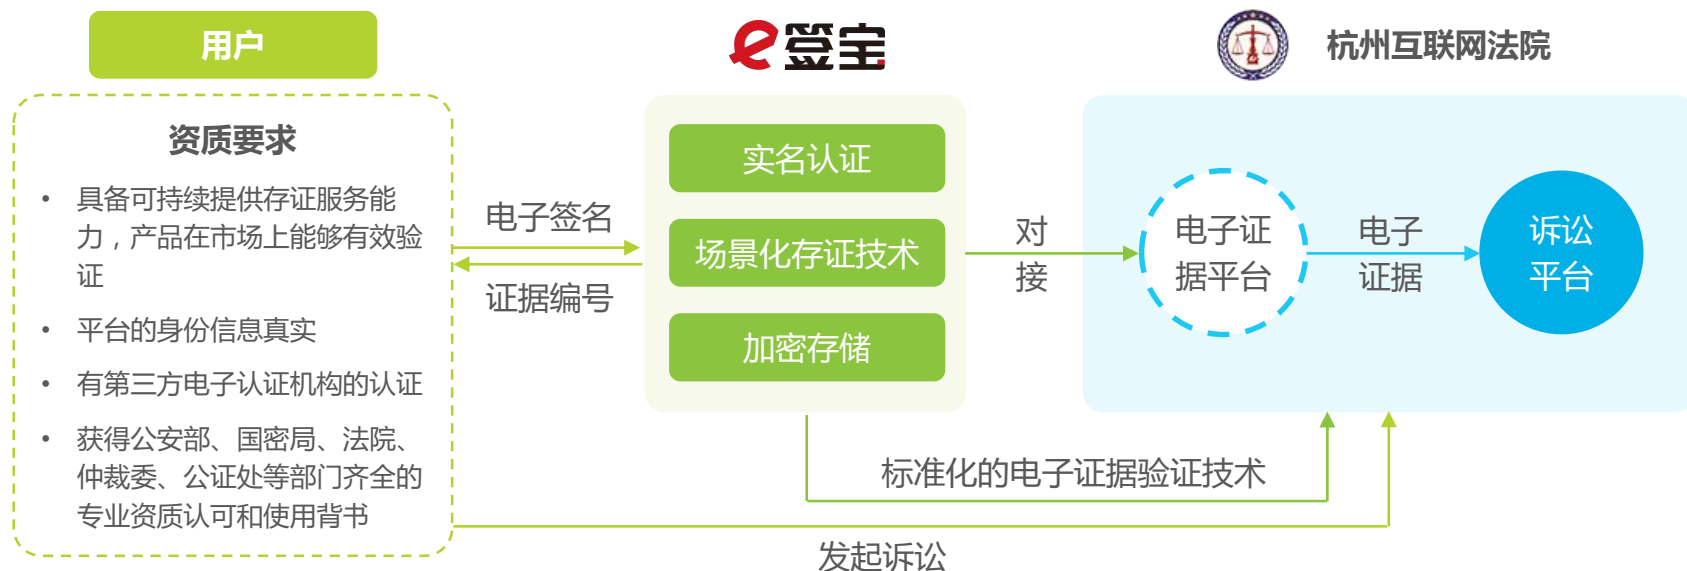 用户
e签宝
杭州互联网法院
资质要求
• 具备可持续提供存证服务能
力，产品在市场上能够有效验
证
• 平台的身份信息真实
• 有第三方电子认证机构的认证
• 获得公安部、国密局、法院、
仲裁委、公证处等部门齐全的
专业资质认可和使用背书
电子签名
证据编号
实名认证
场景化存证技术
加密存储
对
接
电子证
据平台
电子
证据
诉讼
平台
标准化的电子证据验证技术
发起诉讼